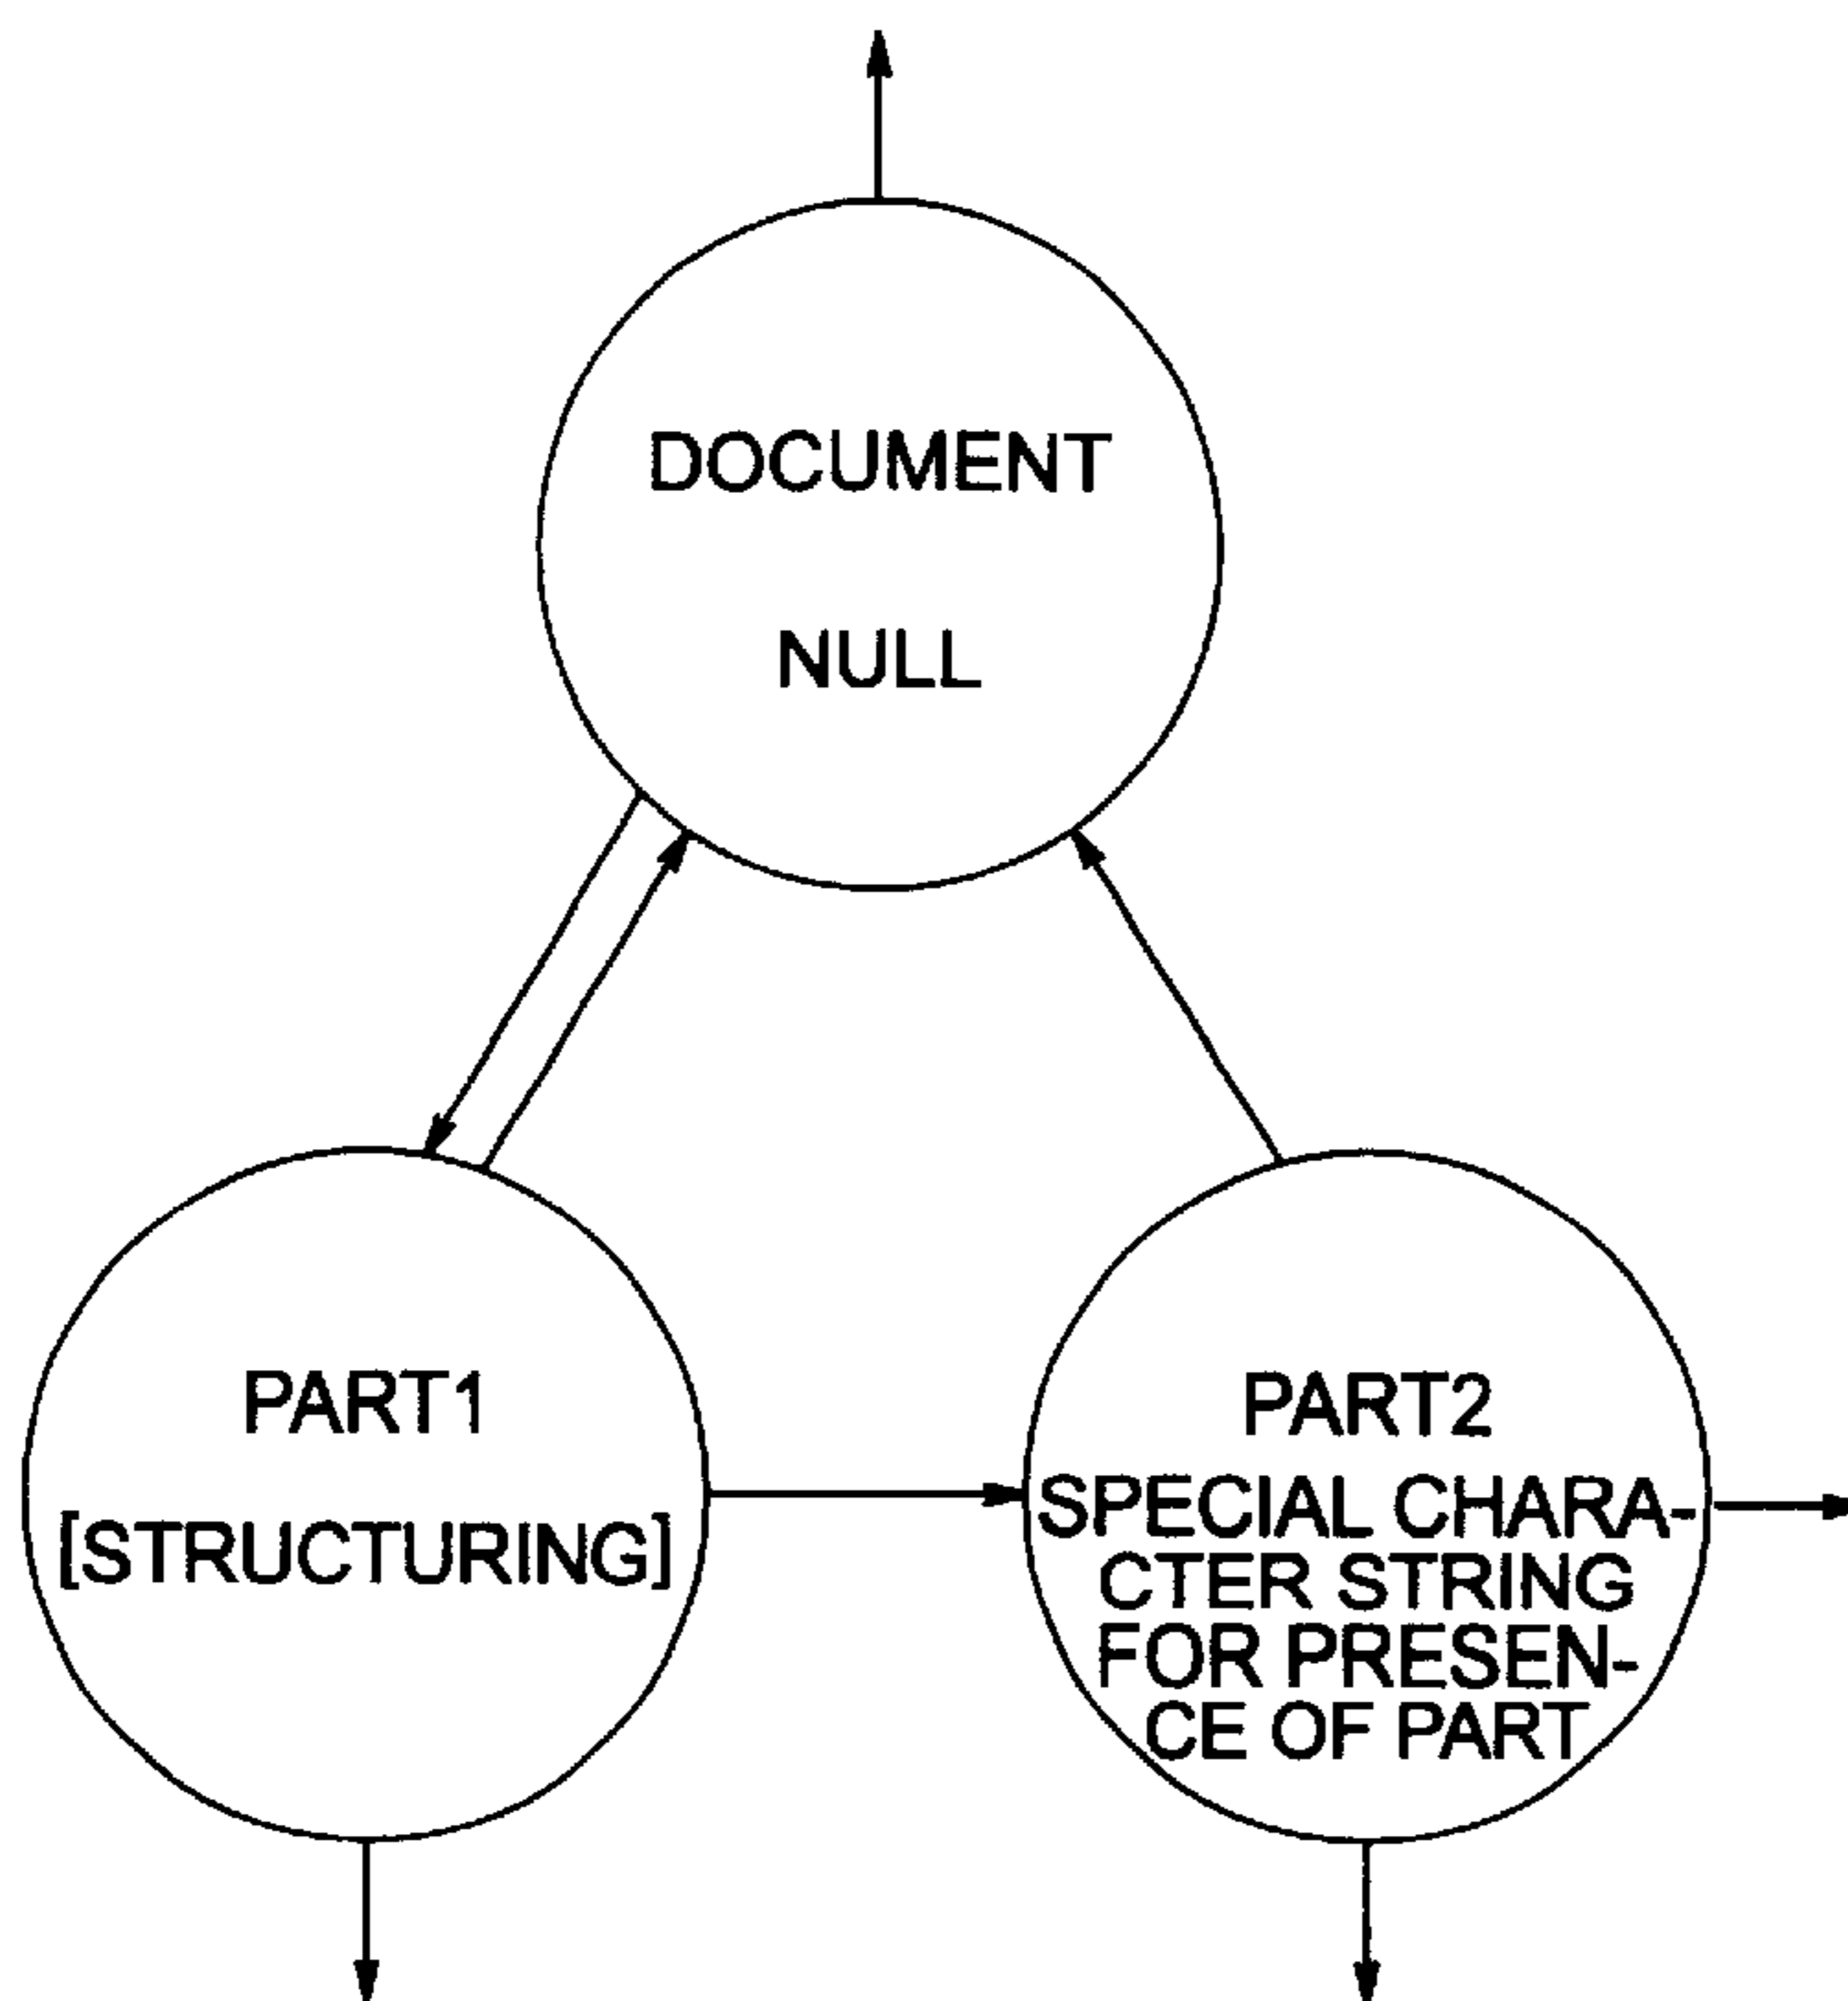 DOCUMENT
NULL
PART1
[STRUCTURING]
PART2
SPECIAL CHARA-
CTER STRING
FOR PRESEN-
CE OF PART